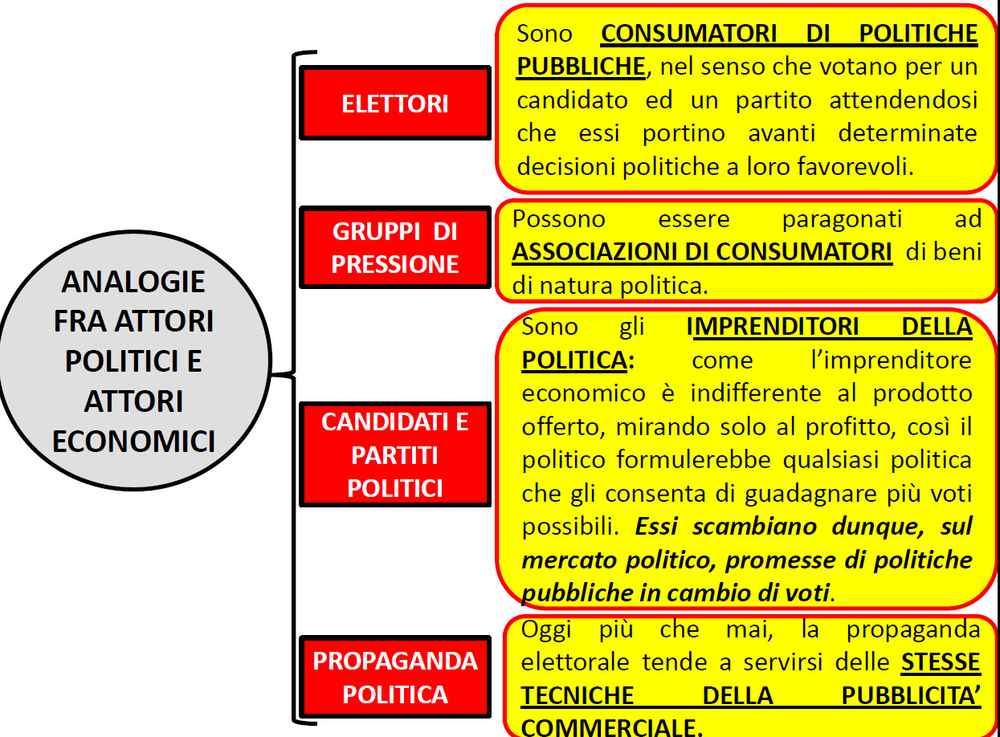 ANALOGIE
FRA ATTORI
POLITICI E
ATTORI
ECONOMICI
ELETTORI
Sono CONSUMATORI DI POLITICHE
PUBBLICHE, nel senso che votano per un
candidato ed un partito attendendosi
che essi portino avanti determinate
decisioni politiche a loro favorevoli.
GRUPPI DI
PRESSIONE
Possono essere paragonati ad
ASSOCIAZIONI DI CONSUMATORI di beni
di natura politica.
CANDIDATI E
PARTITI
POLITICI
Sono gli IMPRENDITORI DELLA
POLITICA: come l’imprenditore
economico è indifferente al prodotto
offerto, mirando solo al profitto, così il
politico formulerebbe qualsiasi politica
che gli consenta di guadagnare più voti
possibili. Essi scambiano dunque, sul
mercato politico, promesse di politiche
pubbliche in cambio di voti.
PROPAGANDA
POLITICA
Oggi più che mai, la propaganda
elettorale tende a servirsi delle STESSE
TECNICHE DELLA PUBBLICITA’
COMMERCIALE.